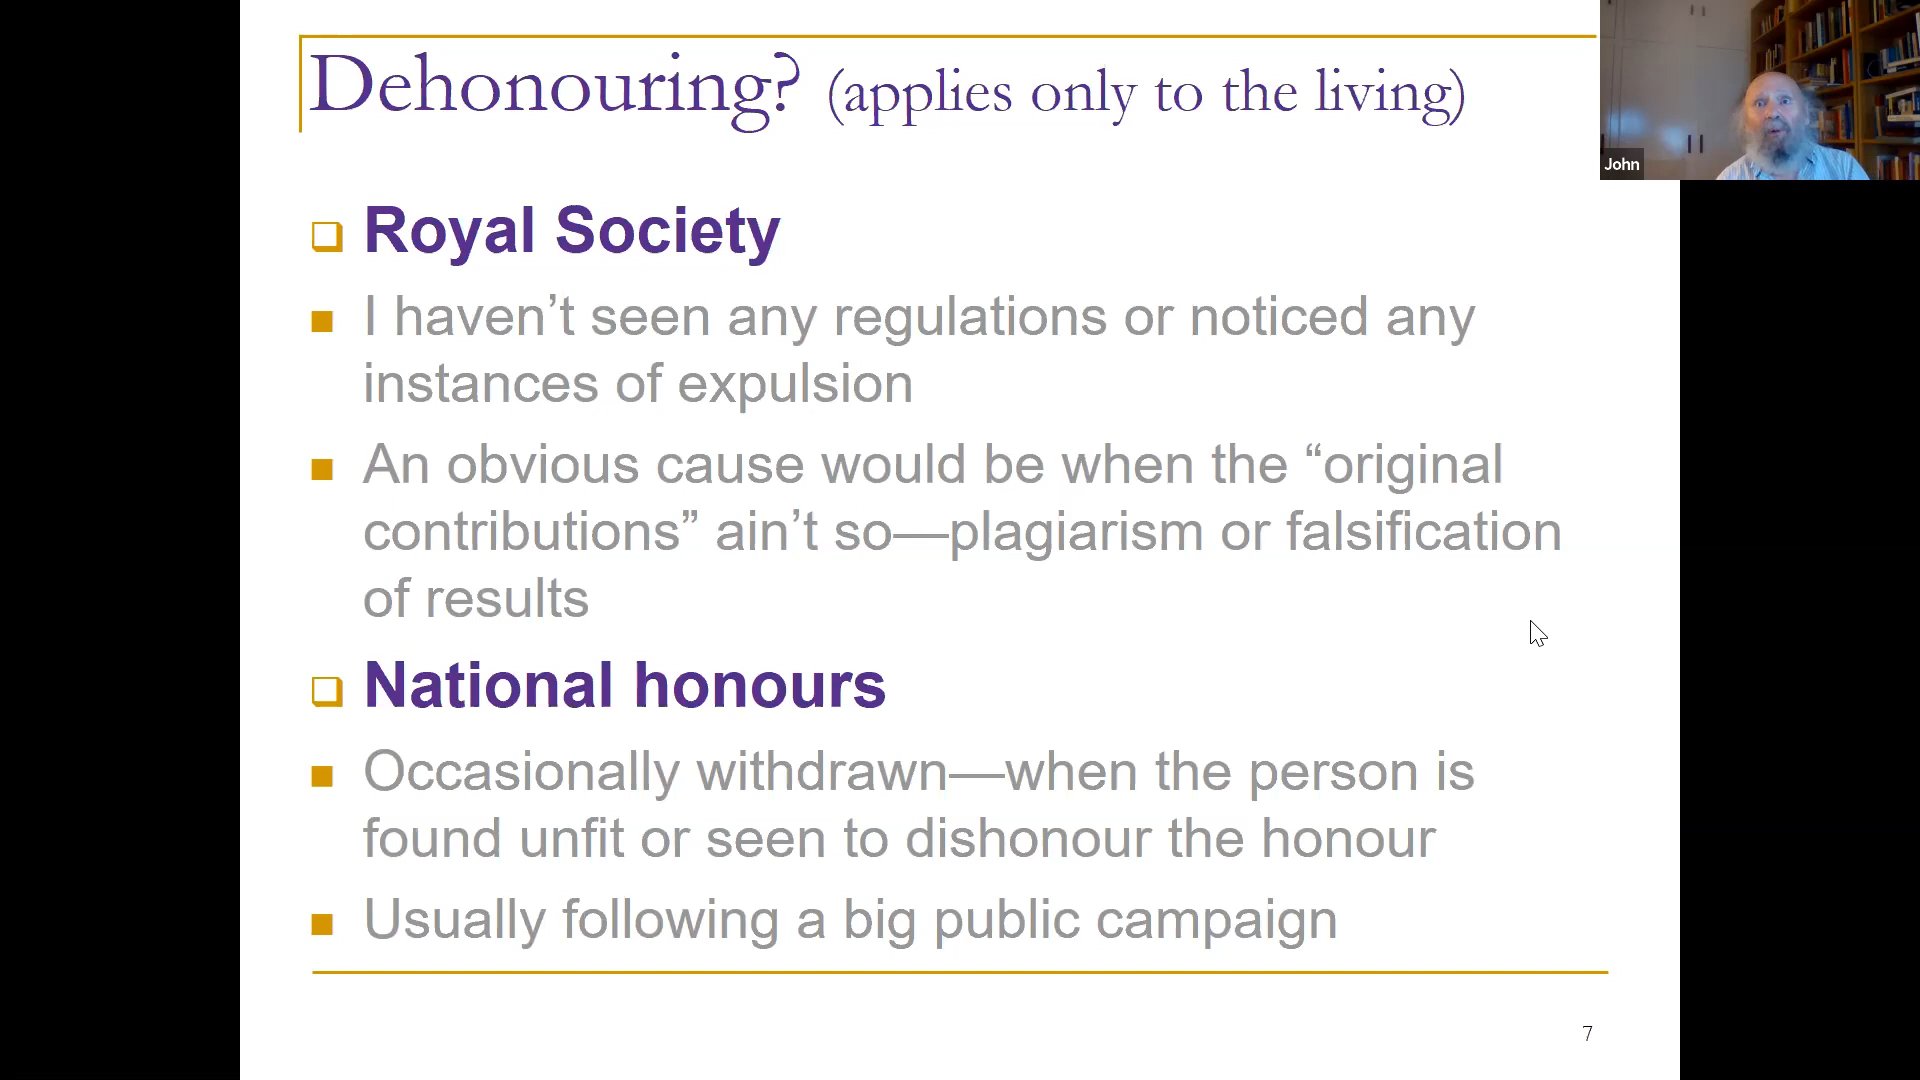 Dehonouring? (applies only to the living)
John
Royal Society
I haven’t seen any regulations or noticed any
instances of expulsion
An obvious cause would be when the “original
contributions” ain’t so—plagiarism or falsification
of results
National honours
Occasionally withdrawn—when the person is
found unfit or seen to dishonour the honour
Usually following a big public campaign
7